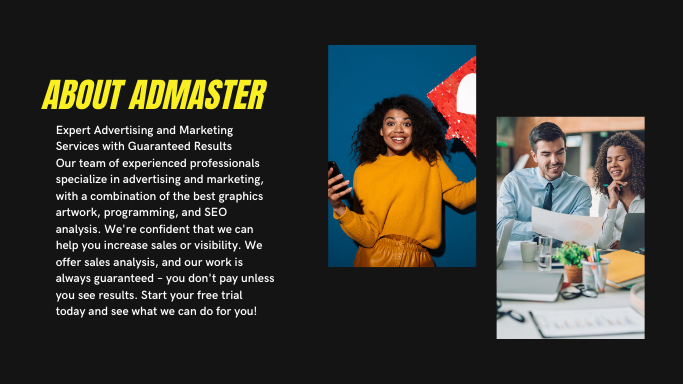 ABOUT ADMASTER
Expert Advertising and Marketing
Services with Guaranteed Results
Our team of experienced professionals
specialize in advertising and marketing,
with a combination of the best graphics
artwork, programming, and SEO
analysis. We're confident that we can
help you increase sales or visibility. We
offer sales analysis, and our work is
always guaranteed – you don't pay unless
you see results. Start your free trial
today and see what we can do for you!